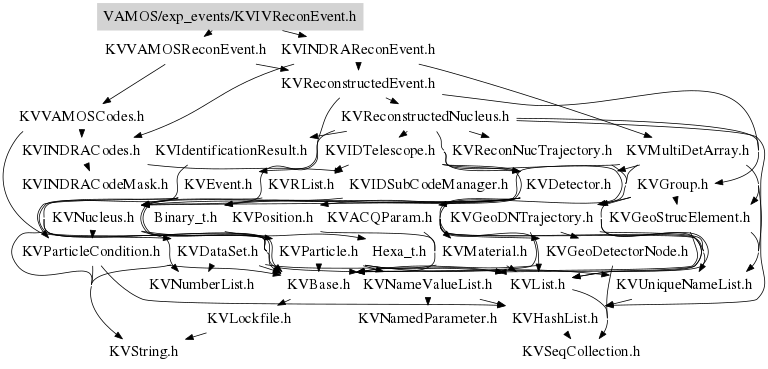 VAMOS/exp_events/KVIVReconEvent.h
KVVAMOSReconEvent.h KVINDRAReconEvent.h
KVReconstructedEvent.h
KVVAMOSCodes.h KVReconstructedNucleus.h
KVINDRACodes.h KVIdentificationResult.h KVIDTelescope.h KVReconNucTrajectory.h KVMultiDetArray.h
KVINDRACodeMask.h KVEvent.h KVRList.h KVIDSubCodeManager.h KVDetector.h KVGroup.h
KVNucleus.h Binary_t.h KVPosition.h KVACQParam.h KVGeoDNTrajectory.h KVGeoStrucElement.h
KVParticleCondition.h KVDataSet.h KVParticle.h Hexa_t.h KVMaterial.h KVGeoDetectorNode.h
KVNumberList.h KVBase.h KVNameValueList.h KVList.h KVUniqueNameList.h
KVLockfile.h KVNamedParameter.h KVHashList.h
KVString.h KVSeqCollection.h